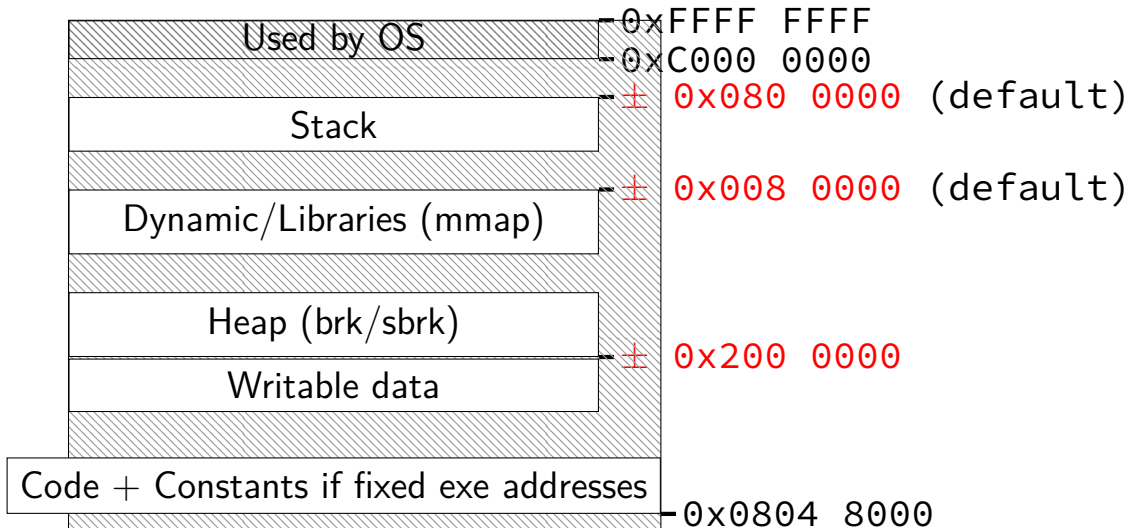 Used by OS
0xFFFF FFFF
0xC000 0000
± 0x080 0000 (default)
Stack
± 0x008 0000 (default)
Dynamic/Libraries (mmap)
Heap (brk/sbrk)
± 0x200 0000
Writable data
Code + Constants if fixed exe addresses
0x0804 8000